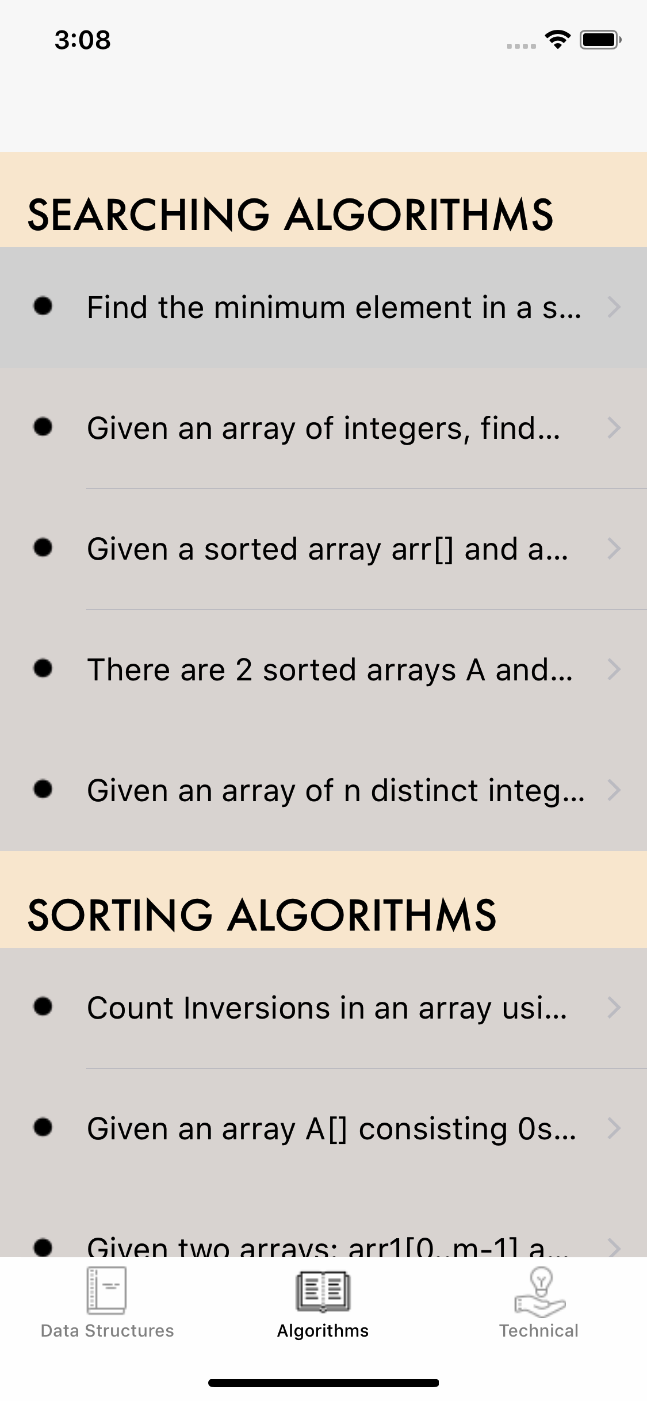 3:08
SEARCHING ALGORITHMS
Find the minimum element in a s...
Given an array of integers, find...
Given a sorted array arr[] and a...
There are 2 sorted arrays A and...
Given an array of n distinct integ...
SORTING ALGORITHMS
Count Inversions in an array usi...
Given an array A[] consisting 0s...
Given two arrays: arr1[0..m-1] a...
Data Structures
Algorithms
Technical